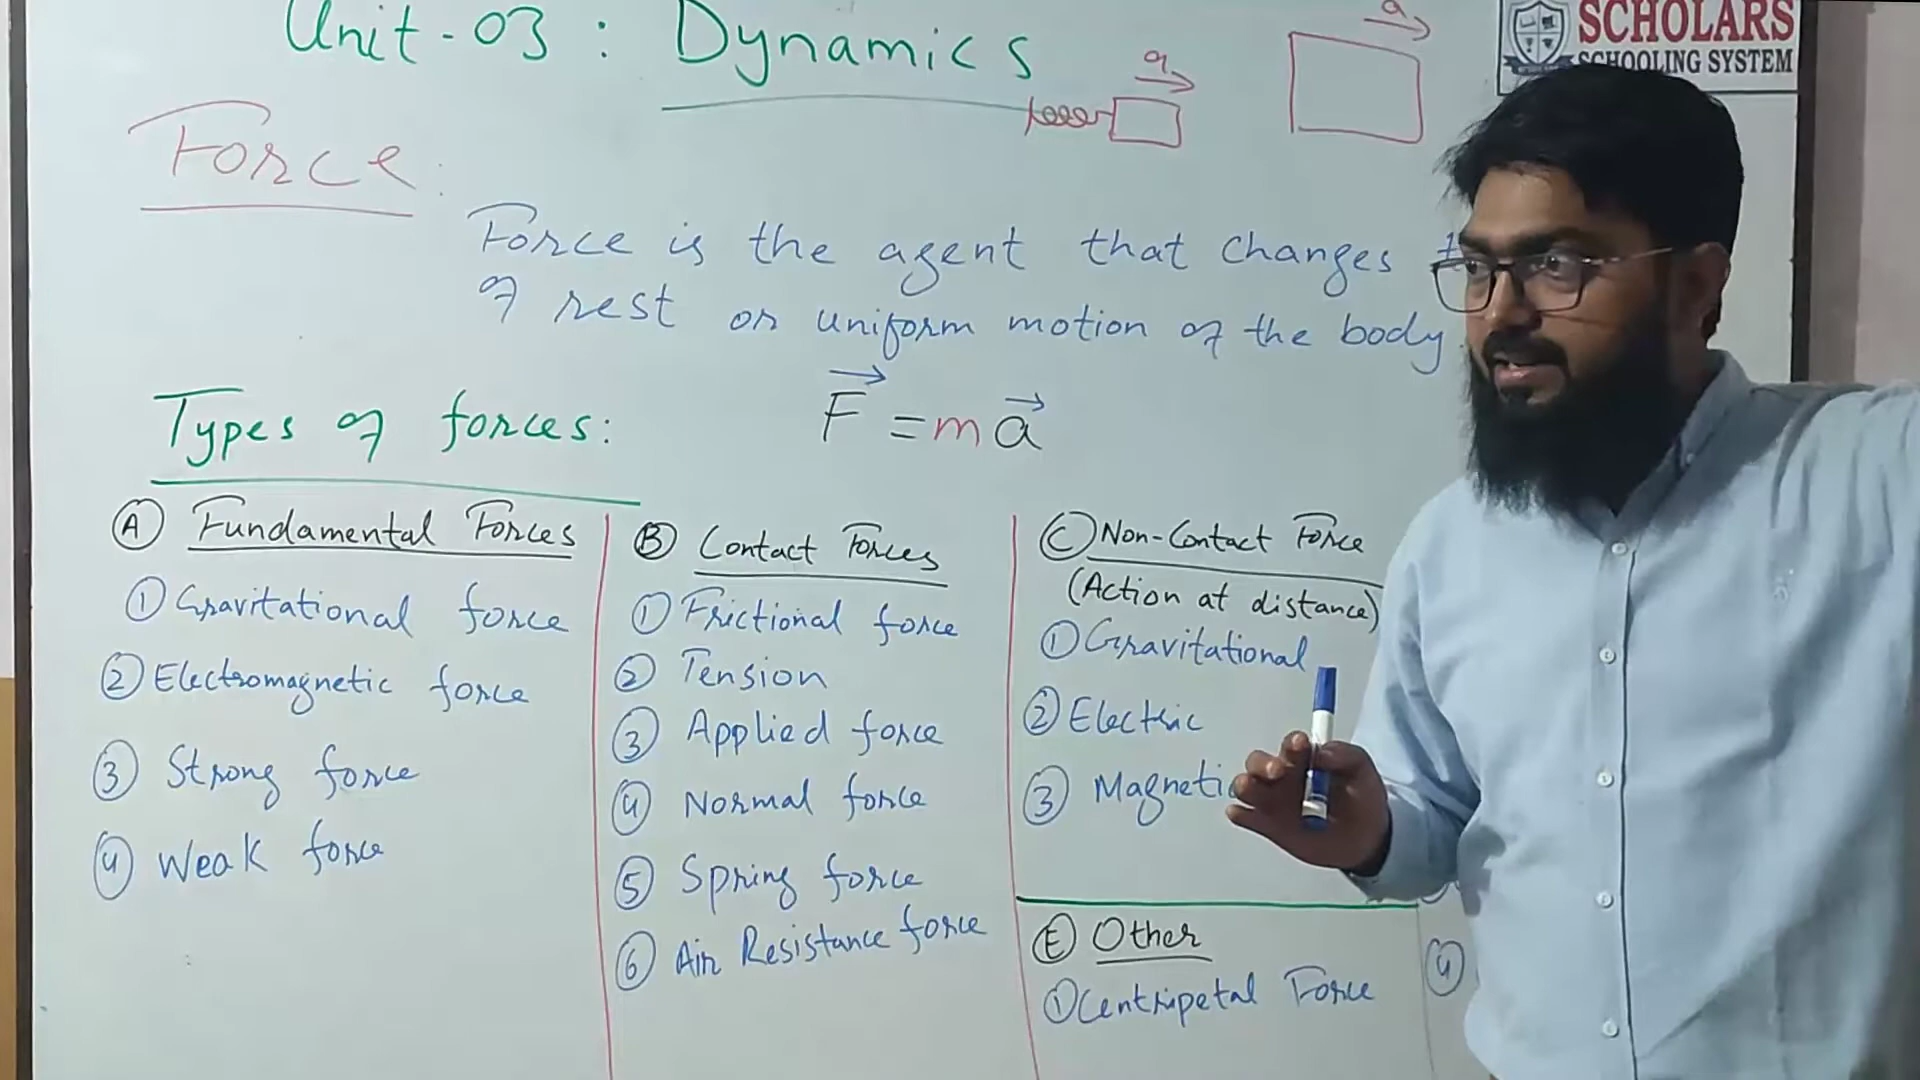 Unit-03 : Dynamics
SCHOLARS
SCHOOLING SYSTEM
a
a
Force:
Force is the agent that changes
of rest or uniform motion of the body
F = ma
Types of forces:
A Fundamental Forces
1 Gravitational force
2 Electromagnetic force
3 Strong force
4 Weak force
B Contact Forces
1 Frictional force
2 Tension
3 Applied force
4 Normal force
5 Spring force
6 Air Resistance force
C Non-Contact Force
(Action at distance)
1 Gravitational
2 Electric
3 Magnetic
E Other
1 Centripetal Force
4